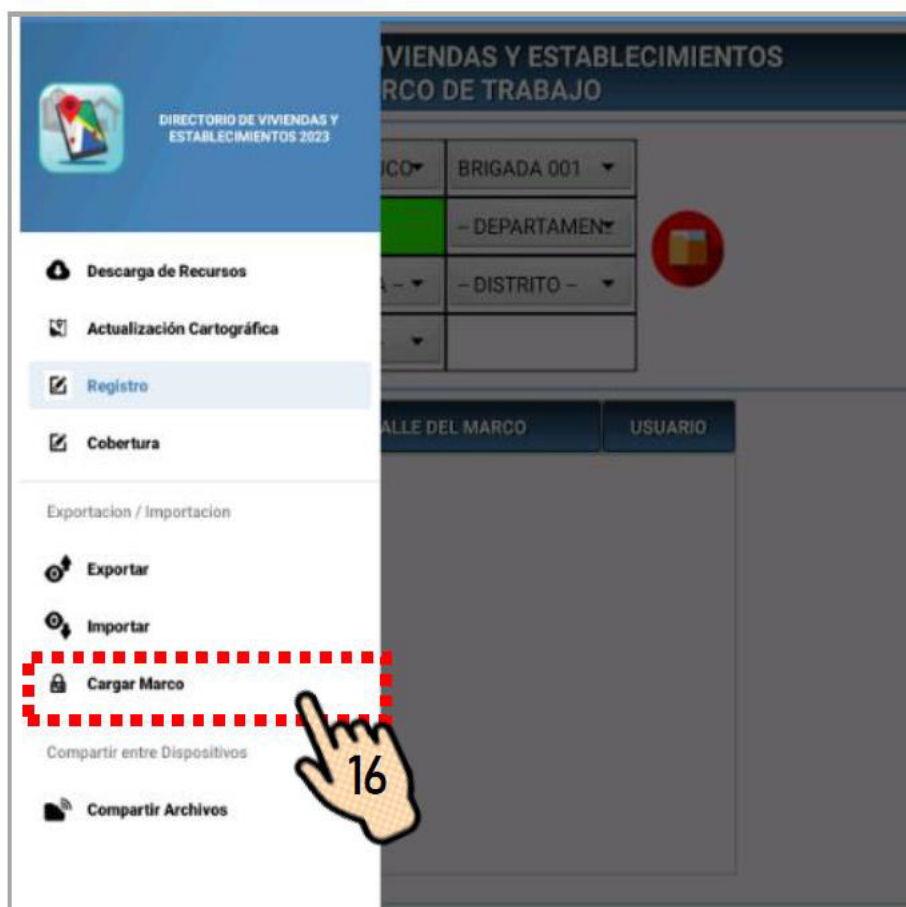 DIRECTORIO DE VIVIENDAS Y
ESTABLECIMIENTOS 2023
Descarga de Recursos
Actualización Cartográfica
Registro
Cobertura
Exportacion / Importacion
Exportar
Importar
Cargar Marco
Compartir entre Dispositivos
Compartir Archivos
16
VIENDAS Y ESTABLECIMIENTOS
RCO DE TRABAJO
BRIGADA 001
-- DEPARTAMEN
-- DISTRITO --
ALLE DEL MARCO
USUARIO